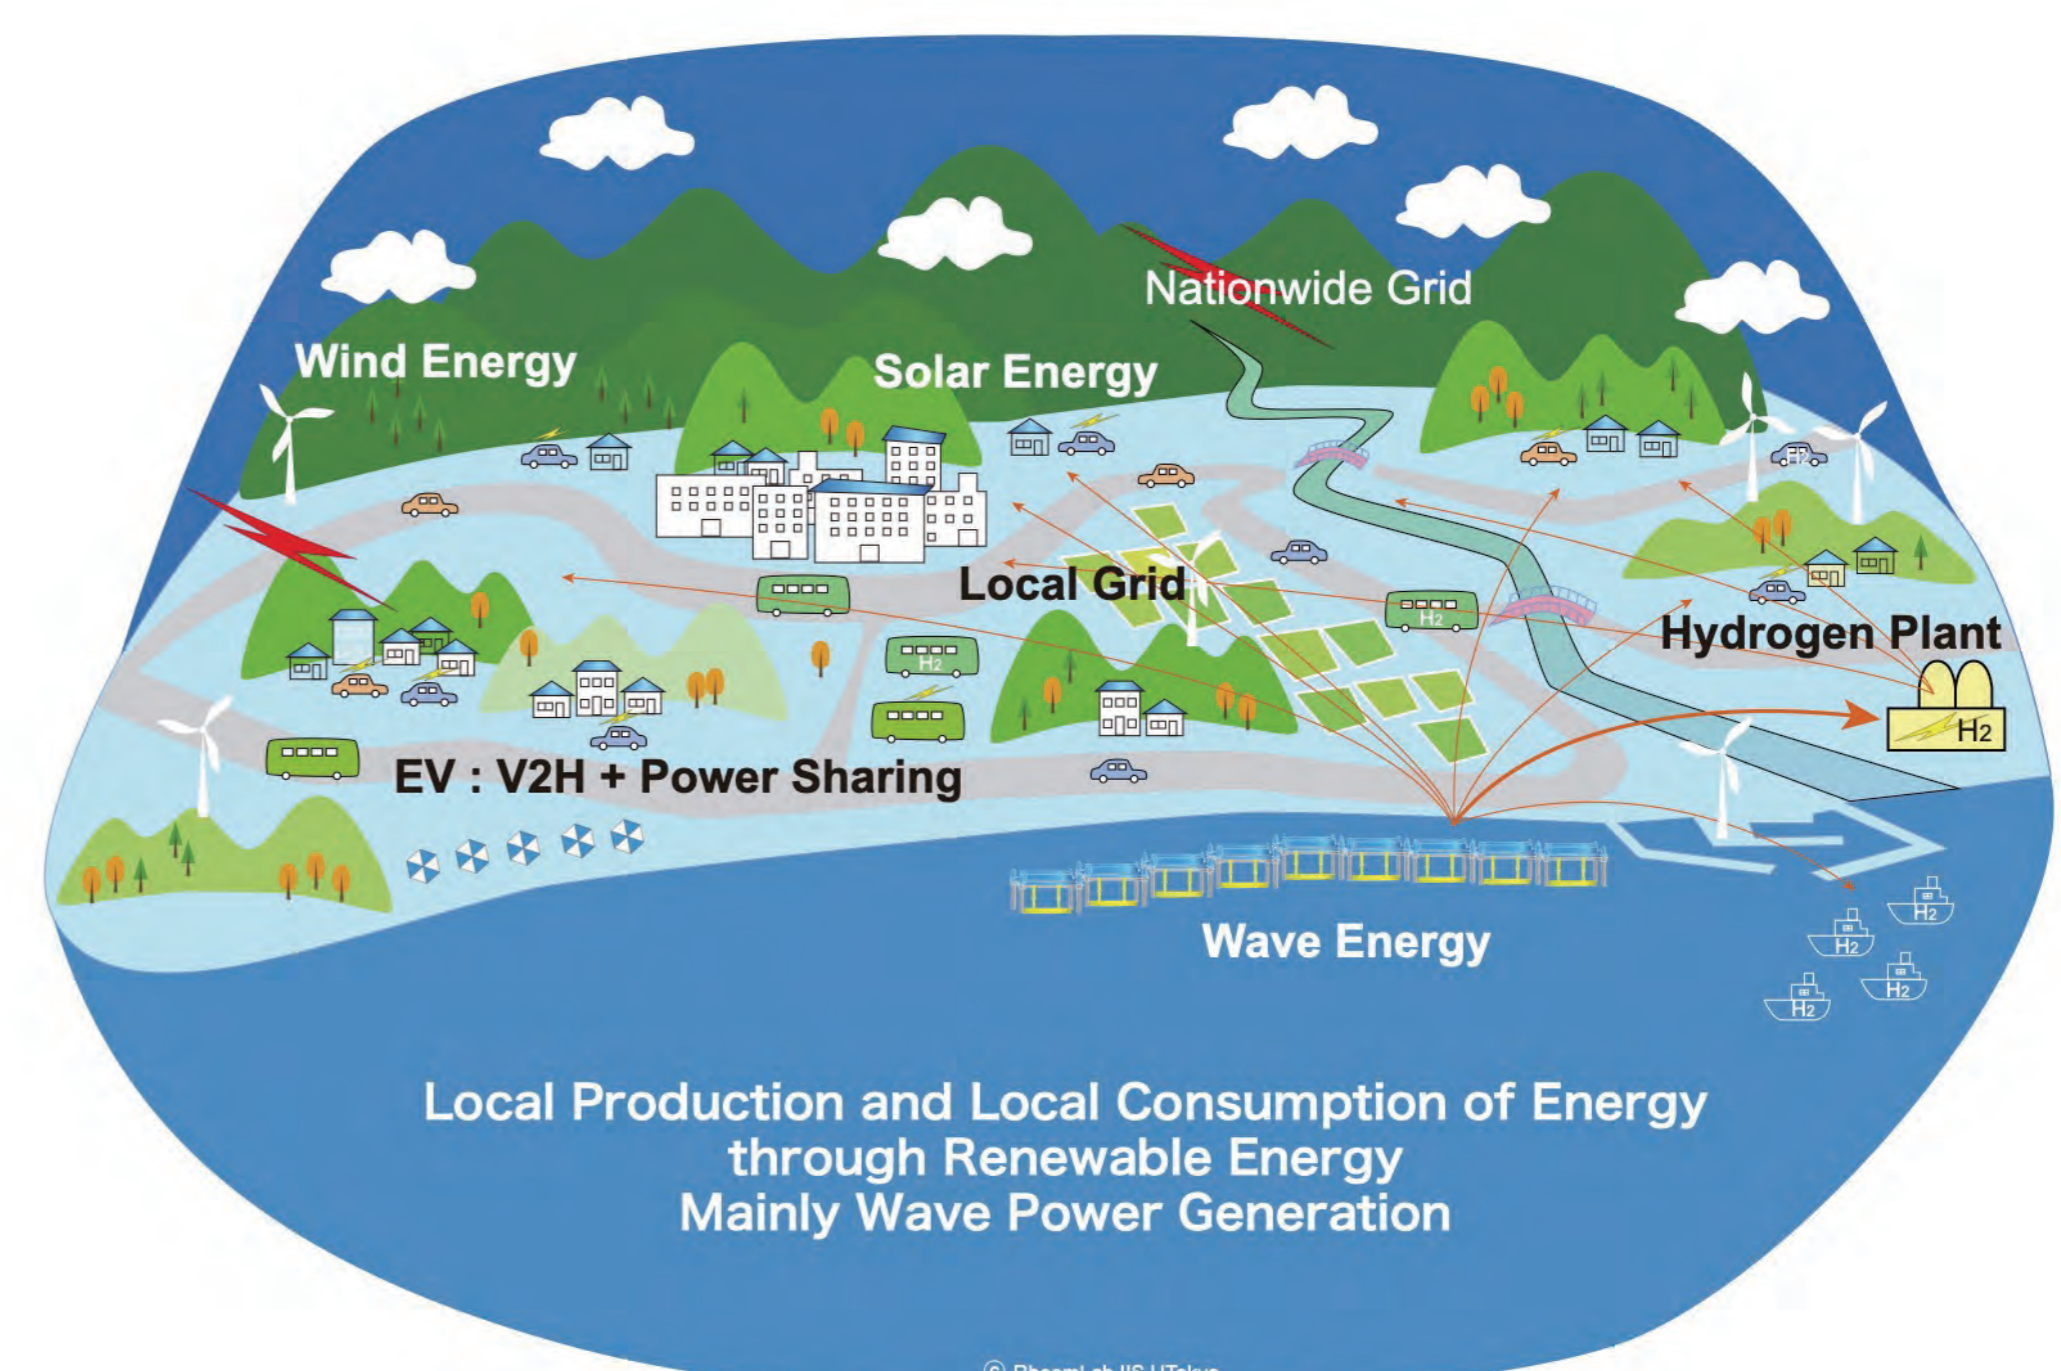 Nationwide Grid
Wind Energy
Solar Energy
H2
Local Grid
H2
Hydrogen Plant
H2
H2
EV : V2H + Power Sharing
Wave Energy
H2
H2
H2
H2
Local Production and Local Consumption of Energy
through Renewable Energy
Mainly Wave Power Generation